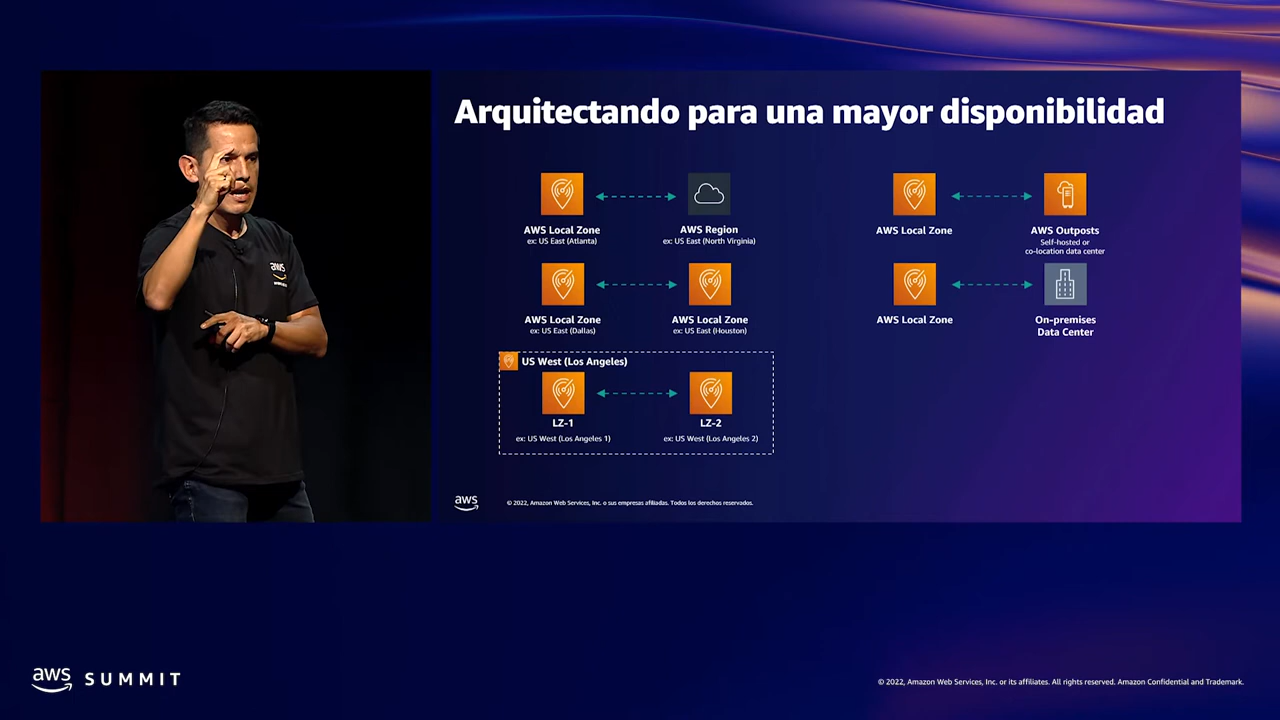 Arquitectando para una mayor disponibilidad
AWS Local Zone
ex: US East (Atlanta)
AWS Region
ex: US East (North Virginia)
AWS Local Zone
ex: US East (Dallas)
AWS Local Zone
ex: US East (Houston)
US West (Los Angeles)
LZ-1
ex: US West (Los Angeles 1)
LZ-2
ex: US West (Los Angeles 2)
AWS Local Zone
AWS Outposts
Self-hosted or
co-location data center
AWS Local Zone
On-premises
Data Center
aws
© 2022, Amazon Web Services, Inc. o sus empresas affiliadas. Todos los derechos reservados.
aws
aws SUMMIT
© 2022, Amazon Web Services, Inc. or its affiliates. All rights reserved. Amazon Confidential and Trademark.